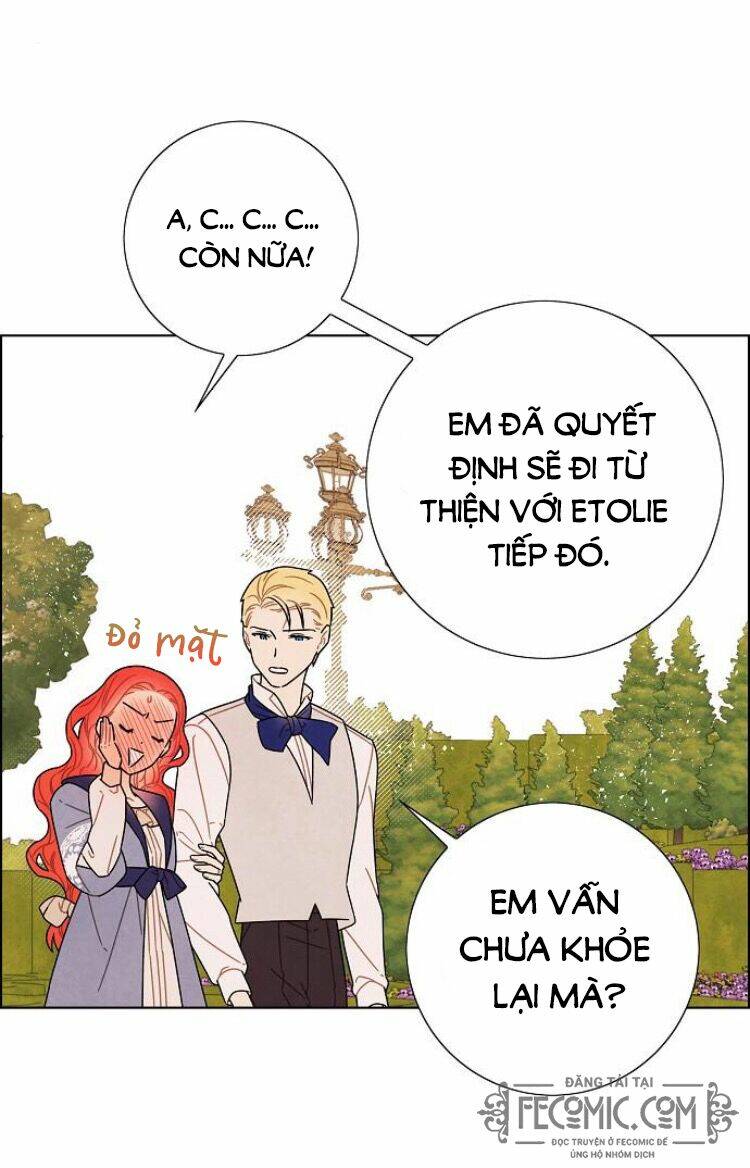 A, C... C... C...
CÒN NỮA!
EM ĐÃ QUYẾT
ĐỊNH SẼ ĐI TỪ
THIỆN VỚI ETOLIE
TIẾP ĐÓ.
Đỏ mặt
EM VẪN
CHƯA KHỎE
LẠI MÀ?
ĐĂNG TẢI TẠI
FECOMIC.COM
ĐỌC TRUYỆN Ở FECOMIC ĐỂ
ỦNG HỘ NHÓM DỊCH